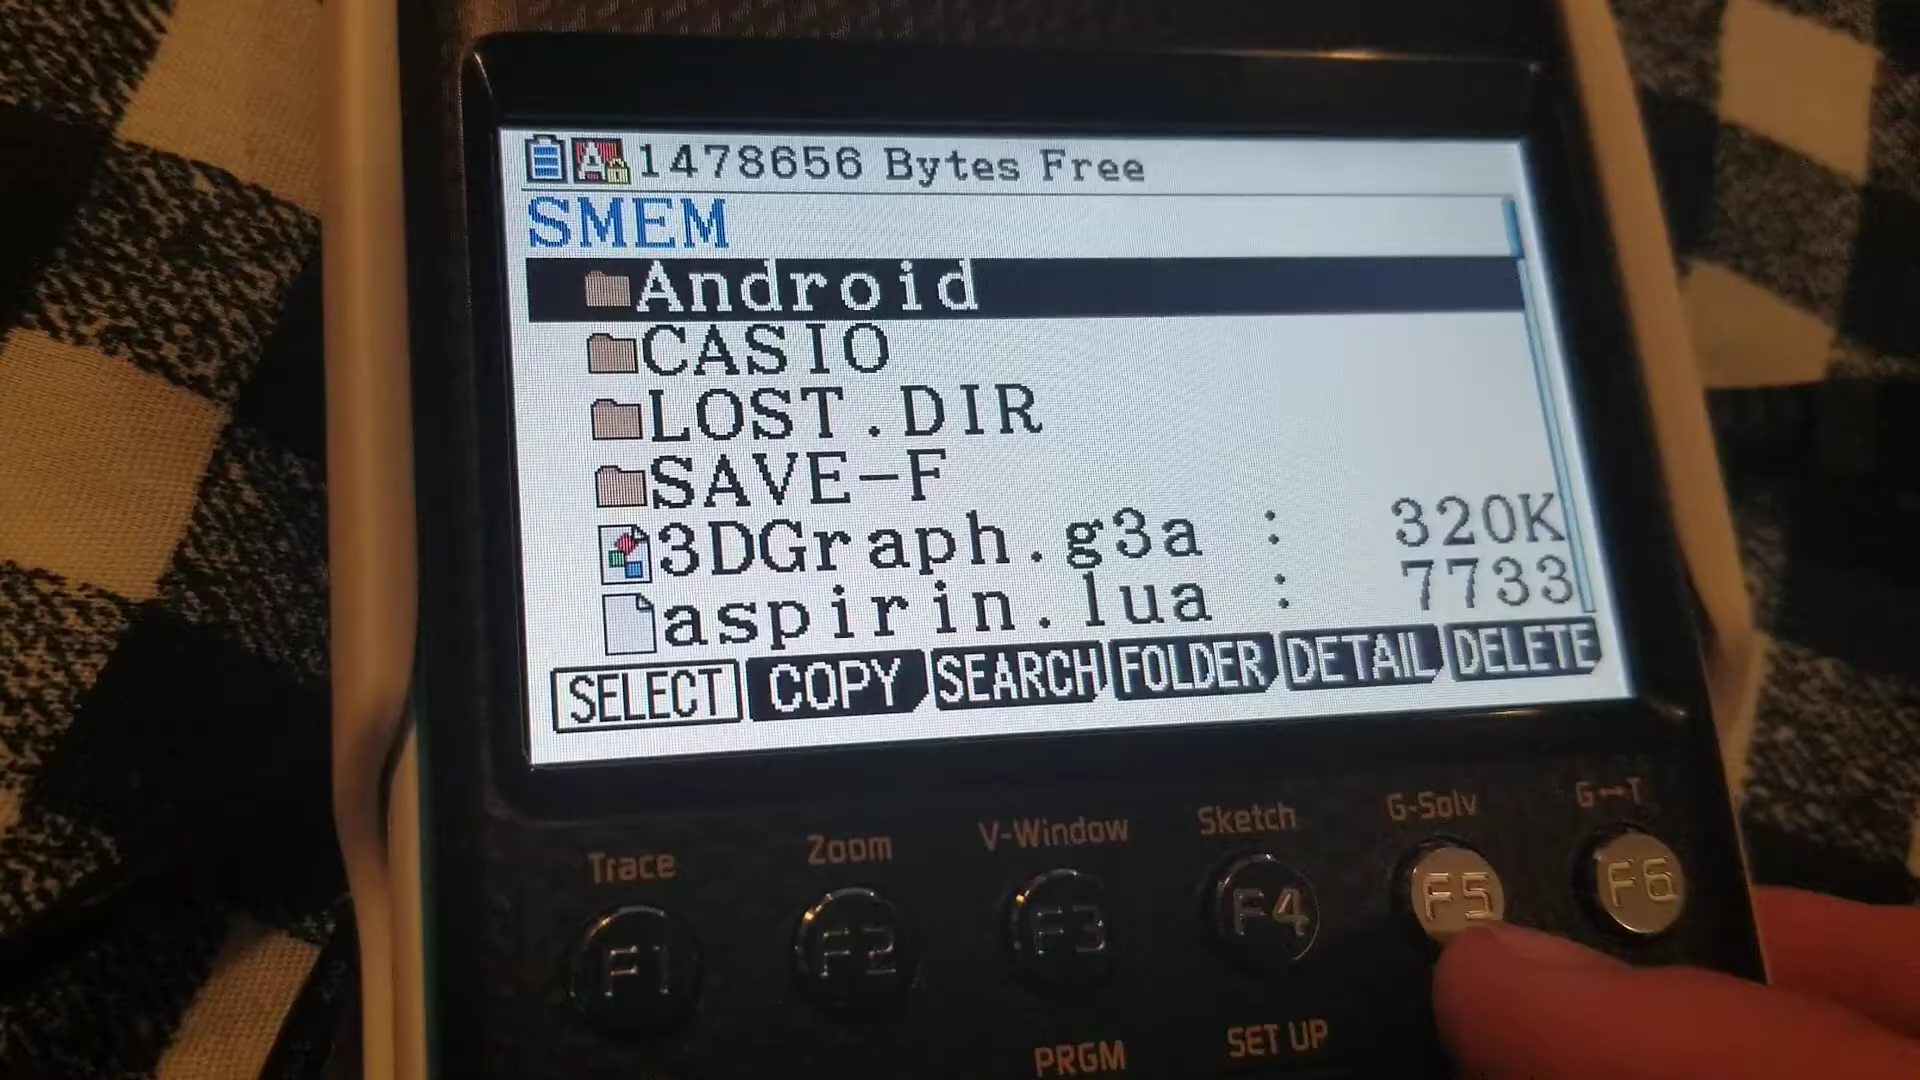 A 1478656 Bytes Free
SMEM
Android
CASIO
LOST.DIR
SAVE-F
3DGraph.g3a : 320K
aspirin.lua : 7733
SELECT COPY SEARCH FOLDER DETAIL DELETE
Trace Zoom V-Window Sketch G-Solv G↔T
F1 F2 F3 F4 F5 F6
PRGM SET UP